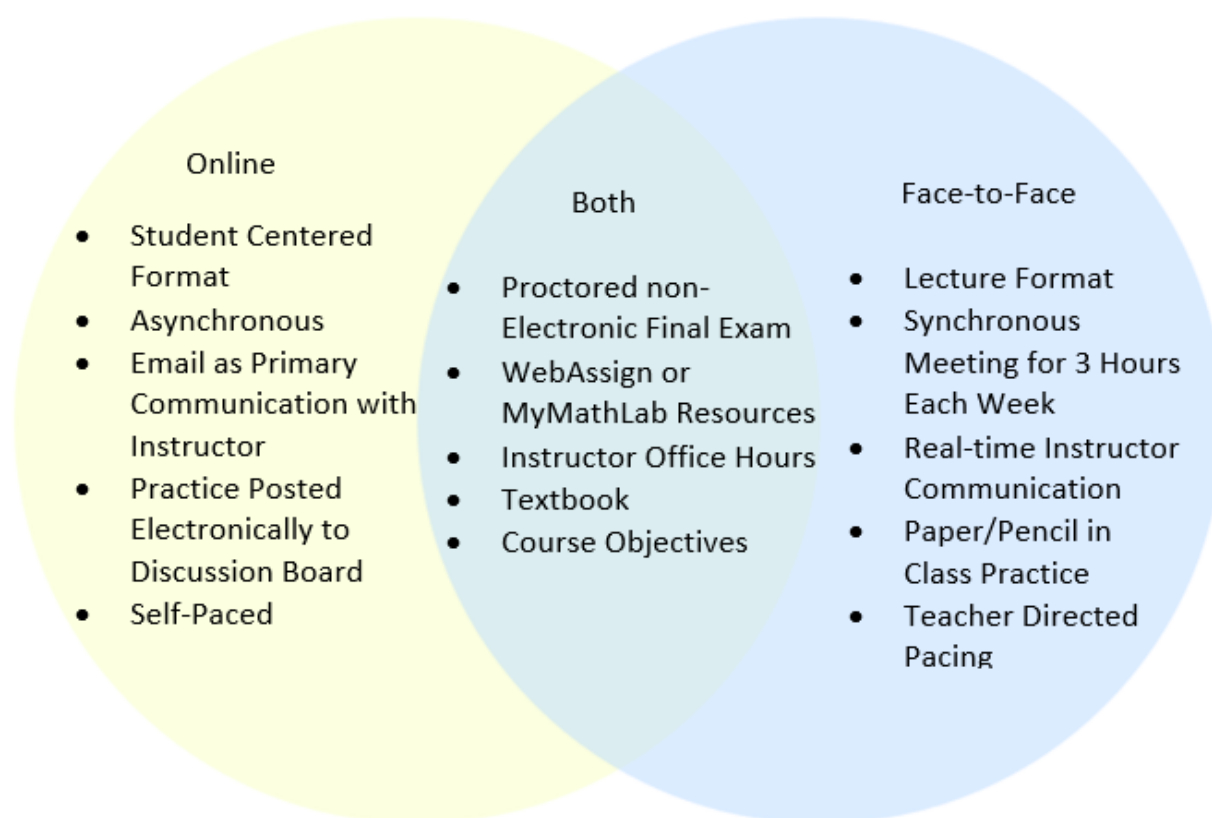 Online
• Student Centered
Format
• Asynchronous
• Email as Primary
Communication with
Instructor
• Practice Posted
Electronically to
Discussion Board
• Self-Paced
Both
• Proctored non-
Electronic Final Exam
• WebAssign or
MyMathLab Resources
• Instructor Office Hours
• Textbook
• Course Objectives
Face-to-Face
• Lecture Format
• Synchronous
Meeting for 3 Hours
Each Week
• Real-time Instructor
Communication
• Paper/Pencil in
Class Practice
• Teacher Directed
Pacing